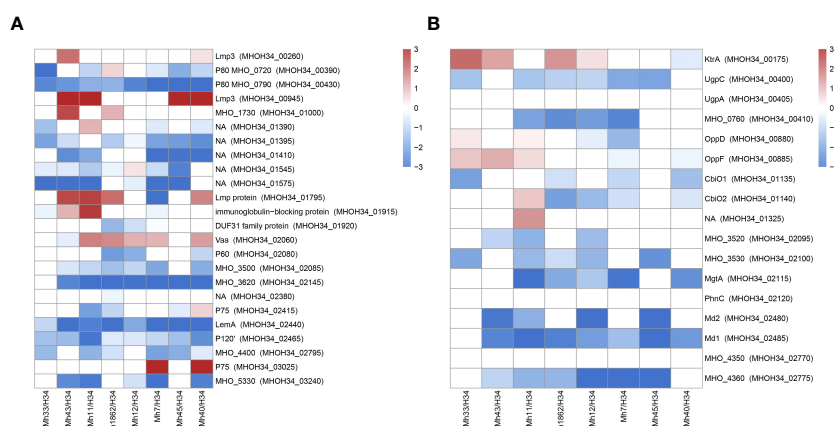 A
Lmp3 (MHOH34_00260)
P80 MHO_0720 (MHOH34_00390)
P80 MHO_0790 (MHOH34_00430)
Lmp3 (MHOH34_00945)
MHO_1730 (MHOH34_01000)
NA (MHOH34_01390)
NA (MHOH34_01395)
NA (MHOH34_01410)
NA (MHOH34_01545)
NA (MHOH34_01575)
Lmp protein (MHOH34_01795)
immunoglobulin−blocking protein (MHOH34_01915)
DUF31 family protein (MHOH34_01920)
Vaa (MHOH34_02060)
P60 (MHOH34_02080)
MHO_3500 (MHOH34_02085)
MHO_3620 (MHOH34_02145)
NA (MHOH34_02380)
P75 (MHOH34_02415)
LemA (MHOH34_02440)
P120' (MHOH34_02465)
MHO_4400 (MHOH34_02795)
P75 (MHOH34_03025)
MHO_5330 (MHOH34_03240)
3
2
1
0
−1
−2
−3
Mh33/H34
Mh43/H34
Mh11/H34
n1862/H34
Mh12/H34
Mh7/H34
Mh45/H34
Mh40/H34
B
KtrA (MHOH34_00175)
UgpC (MHOH34_00400)
UgpA (MHOH34_00405)
MHO_0760 (MHOH34_00410)
OppD (MHOH34_00880)
OppF (MHOH34_00885)
CbiO1 (MHOH34_01135)
CbiO2 (MHOH34_01140)
NA (MHOH34_01325)
MHO_3520 (MHOH34_02095)
MHO_3530 (MHOH34_02100)
MgtA (MHOH34_02115)
PhnC (MHOH34_02120)
Md2 (MHOH34_02480)
Md1 (MHOH34_02485)
MHO_4350 (MHOH34_02770)
MHO_4360 (MHOH34_02775)
3
2
1
0
Mh33/H34
Mh43/H34
Mh11/H34
n1862/H34
Mh12/H34
Mh7/H34
Mh45/H34
Mh40/H34